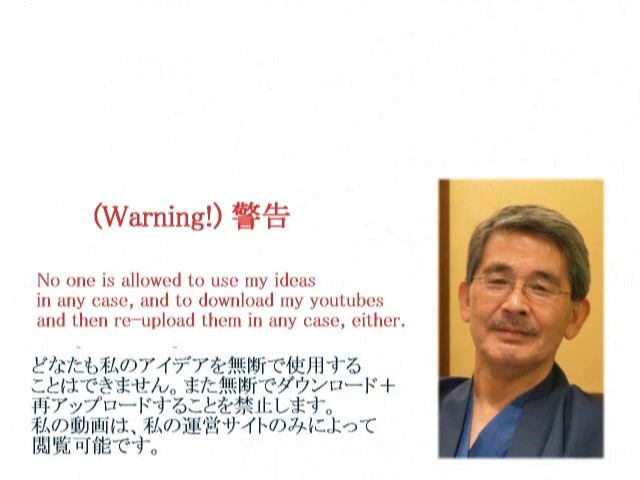 (Warning!) 警告
No one is allowed to use my ideas
in any case, and to download my youtubes
and then re-upload them in any case, either.
どなたも私のアイデアを無断で使用する
ことはできません。また無断でダウンロード＋
再アップロードすることを禁止します。
私の動画は、私の運営サイトのみによって
閲覧可能です。